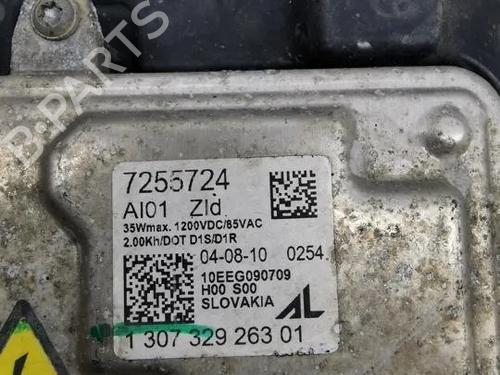 B-PARTS
7255724
AI01 Zld.
35Wmax. 1200VDC/85VAC
2.00Kh/DOT D1S/D1R
04-08-10 0254.
10EEG090709
H00 S00
SLOVAKIA AL
1 307 329 263 01